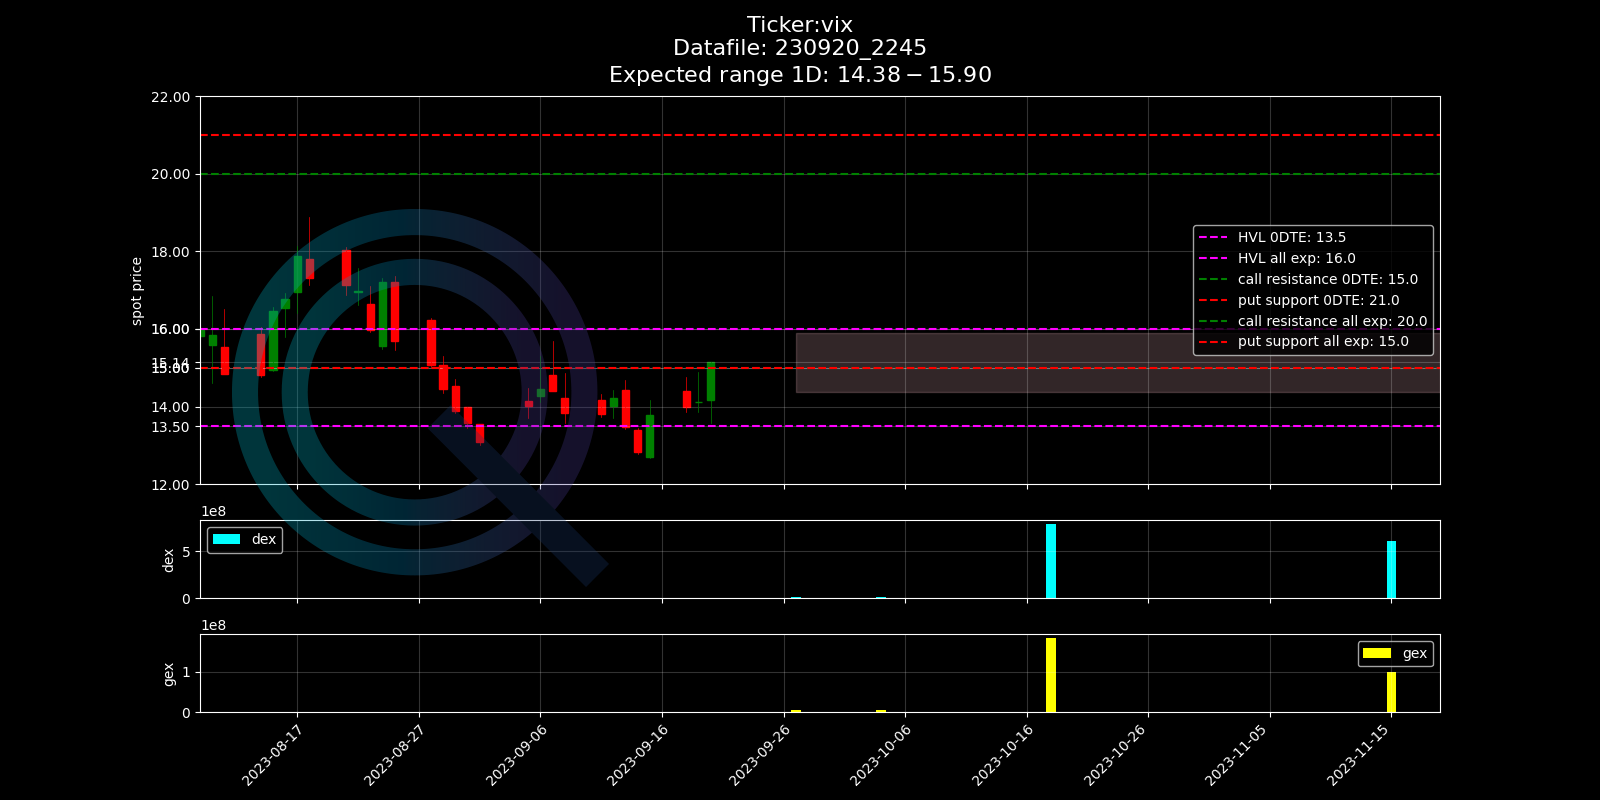 Ticker:vix
Datafile: 230920_2245
Expected range 1D: 14.38 − 15.90
22.00
20.00
18.00
16.00
15.14
15.00
14.00
13.50
12.00
spot price
HVL 0DTE: 13.5
HVL all exp: 16.0
call resistance 0DTE: 15.0
put support 0DTE: 21.0
call resistance all exp: 20.0
put support all exp: 15.0
1e8
dex
5
0
dex
1e8
gex
1
0
gex
2023-08-17
2023-08-27
2023-09-06
2023-09-16
2023-09-26
2023-10-06
2023-10-16
2023-10-26
2023-11-05
2023-11-15